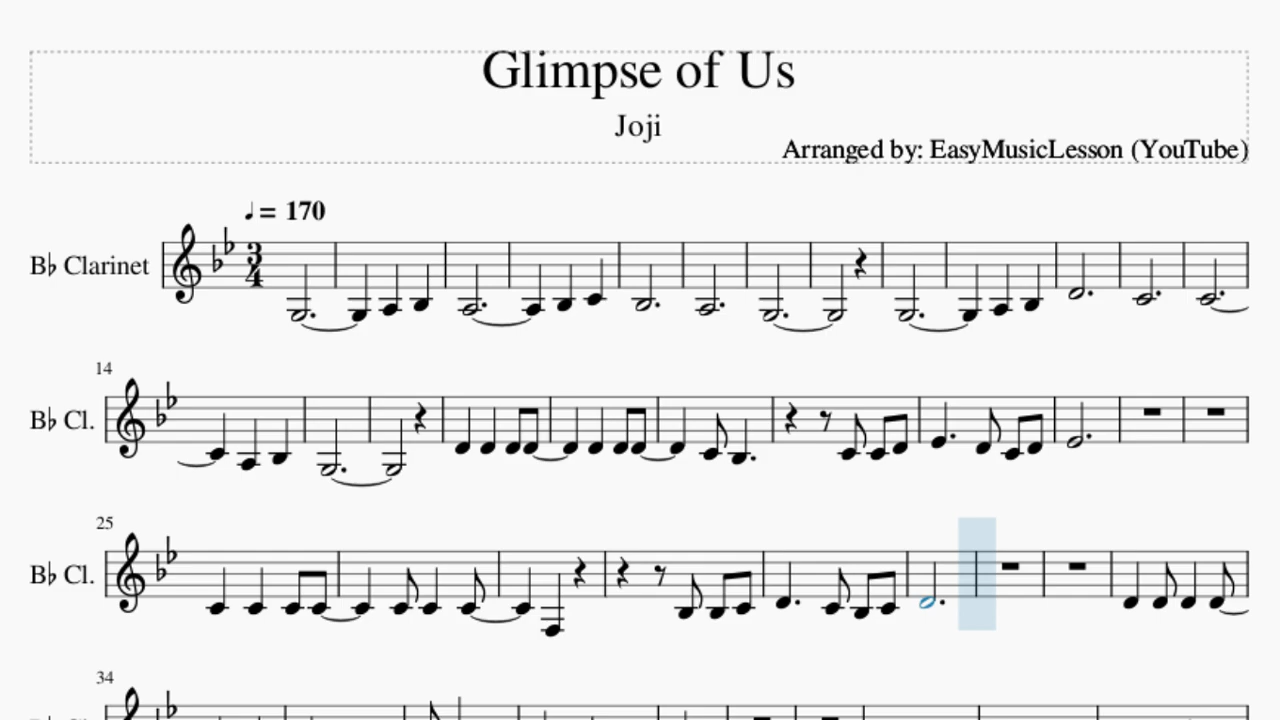 Glimpse of Us
Joji
Arranged by: EasyMusicLesson (YouTube)
♩ = 170
B♭ Clarinet
3
4
14
B♭ Cl.
25
B♭ Cl.
34